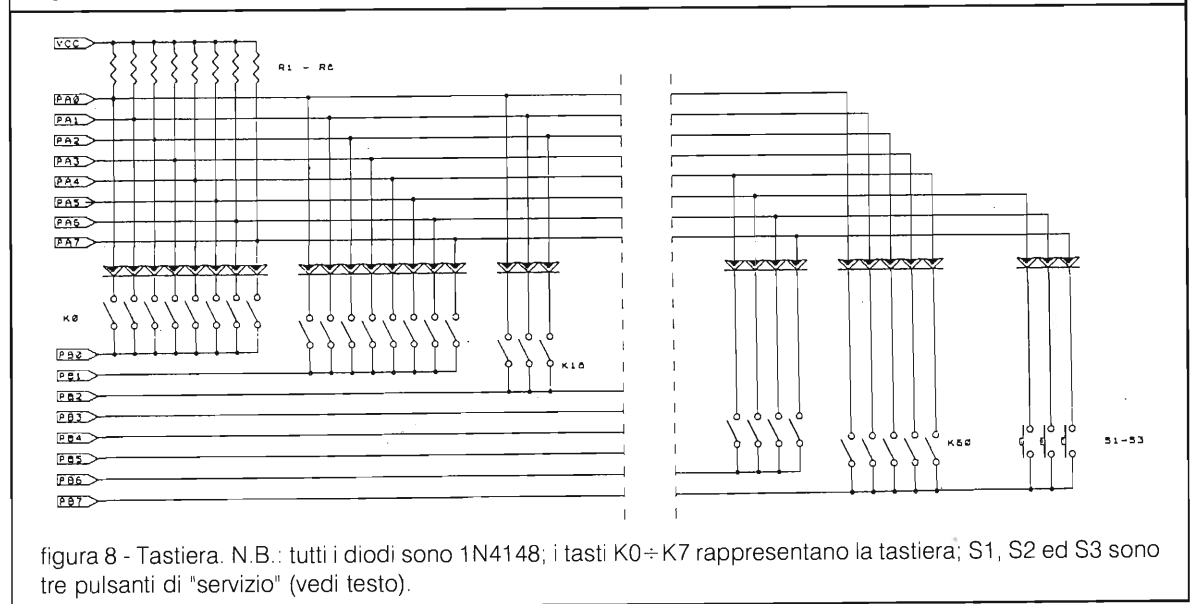 VCC
R1 - R8
PA0
PA1
PA2
PA3
PA4
PA5
PA6
PA7
K0
PB0
PB1
K18
PB2
PB3
PB4
PB5
K60
S1-S3
PB6
PB7
figura 8 - Tastiera. N.B.: tutti i diodi sono 1N4148; i tasti K0÷K7 rappresentano la tastiera; S1, S2 ed S3 sono
tre pulsanti di "servizio" (vedi testo).